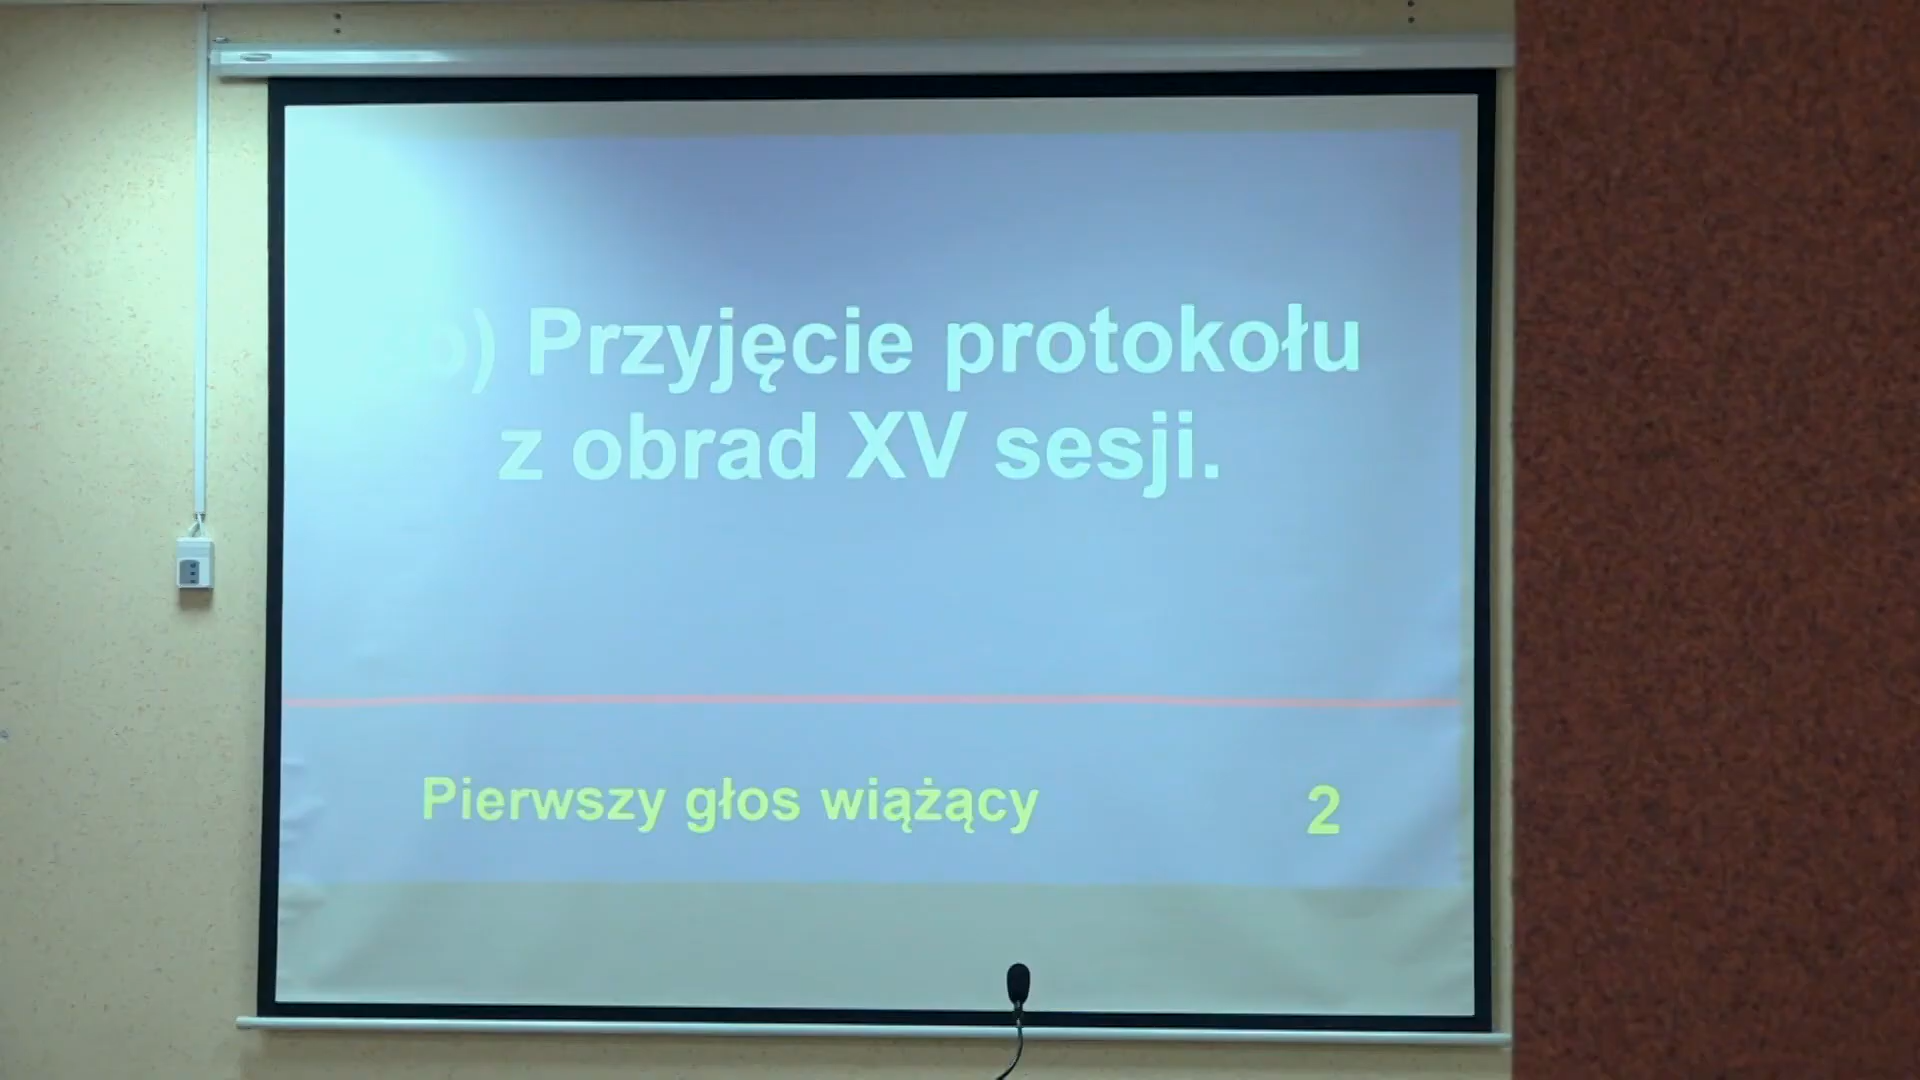 b) Przyjęcie protokołu
z obrad XV sesji.
Pierwszy głos wiążący 2